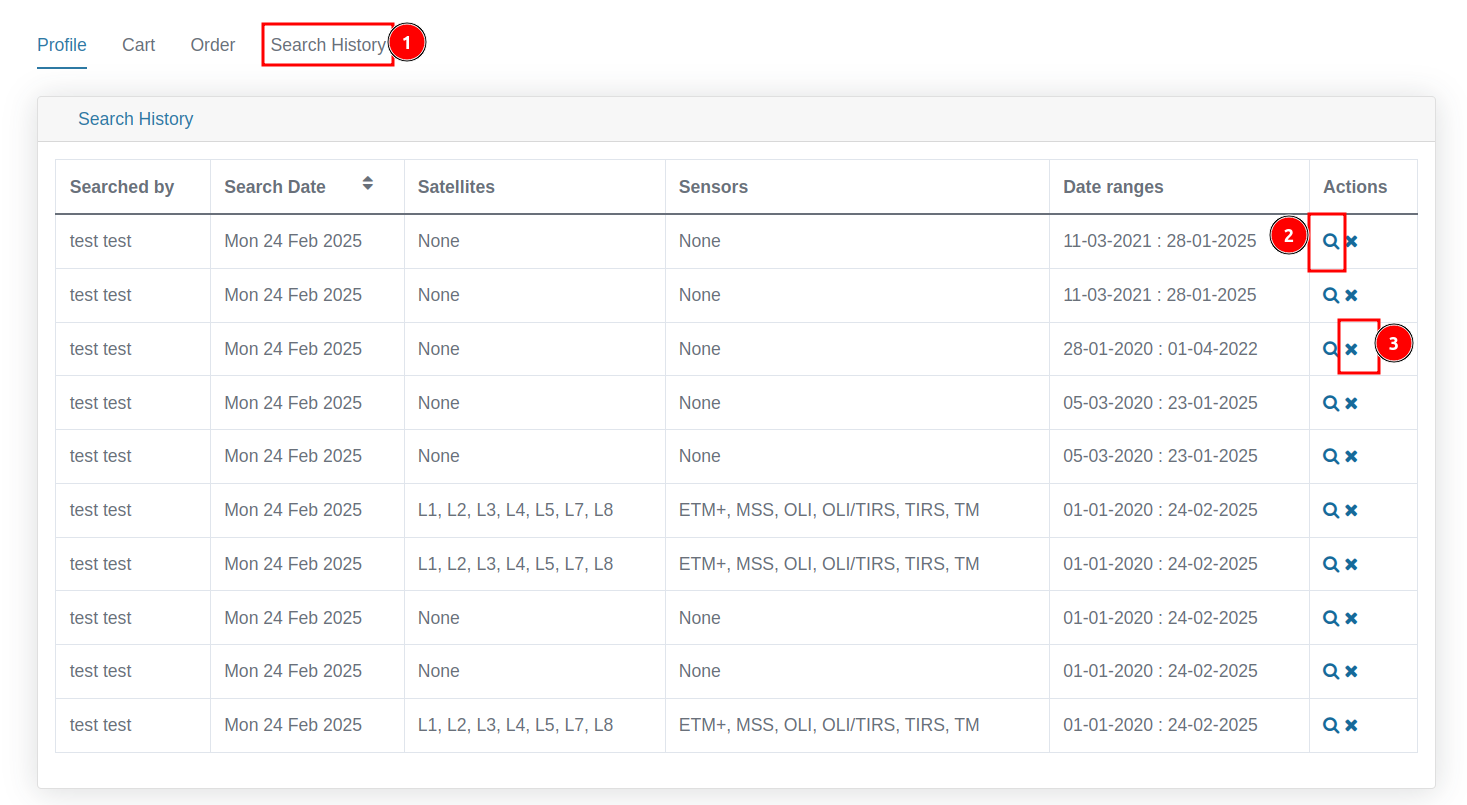 Profile Cart Order Search History 1
Search History
Searched by Search Date Satellites Sensors Date ranges Actions
test test Mon 24 Feb 2025 None None 11-03-2021 : 28-01-2025 2
test test Mon 24 Feb 2025 None None 11-03-2021 : 28-01-2025
test test Mon 24 Feb 2025 None None 28-01-2020 : 01-04-2022 3
test test Mon 24 Feb 2025 None None 05-03-2020 : 23-01-2025
test test Mon 24 Feb 2025 None None 05-03-2020 : 23-01-2025
test test Mon 24 Feb 2025 L1, L2, L3, L4, L5, L7, L8 ETM+, MSS, OLI, OLI/TIRS, TIRS, TM 01-01-2020 : 24-02-2025
test test Mon 24 Feb 2025 L1, L2, L3, L4, L5, L7, L8 ETM+, MSS, OLI, OLI/TIRS, TIRS, TM 01-01-2020 : 24-02-2025
test test Mon 24 Feb 2025 None None 01-01-2020 : 24-02-2025
test test Mon 24 Feb 2025 None None 01-01-2020 : 24-02-2025
test test Mon 24 Feb 2025 L1, L2, L3, L4, L5, L7, L8 ETM+, MSS, OLI, OLI/TIRS, TIRS, TM 01-01-2020 : 24-02-2025